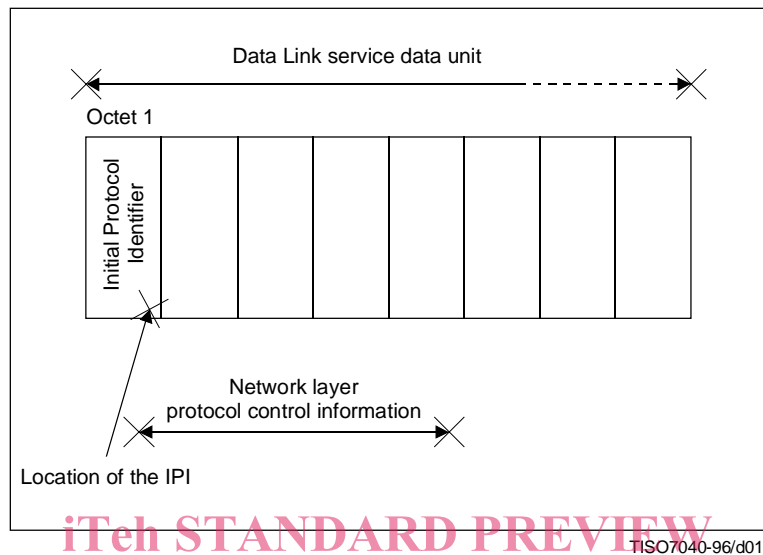 Data Link service data unit
Octet 1
Initial Protocol
Identifier
Network layer
protocol control information
Location of the IPI
iTeh STANDARD PREVIEW
TISO7040-96/d01